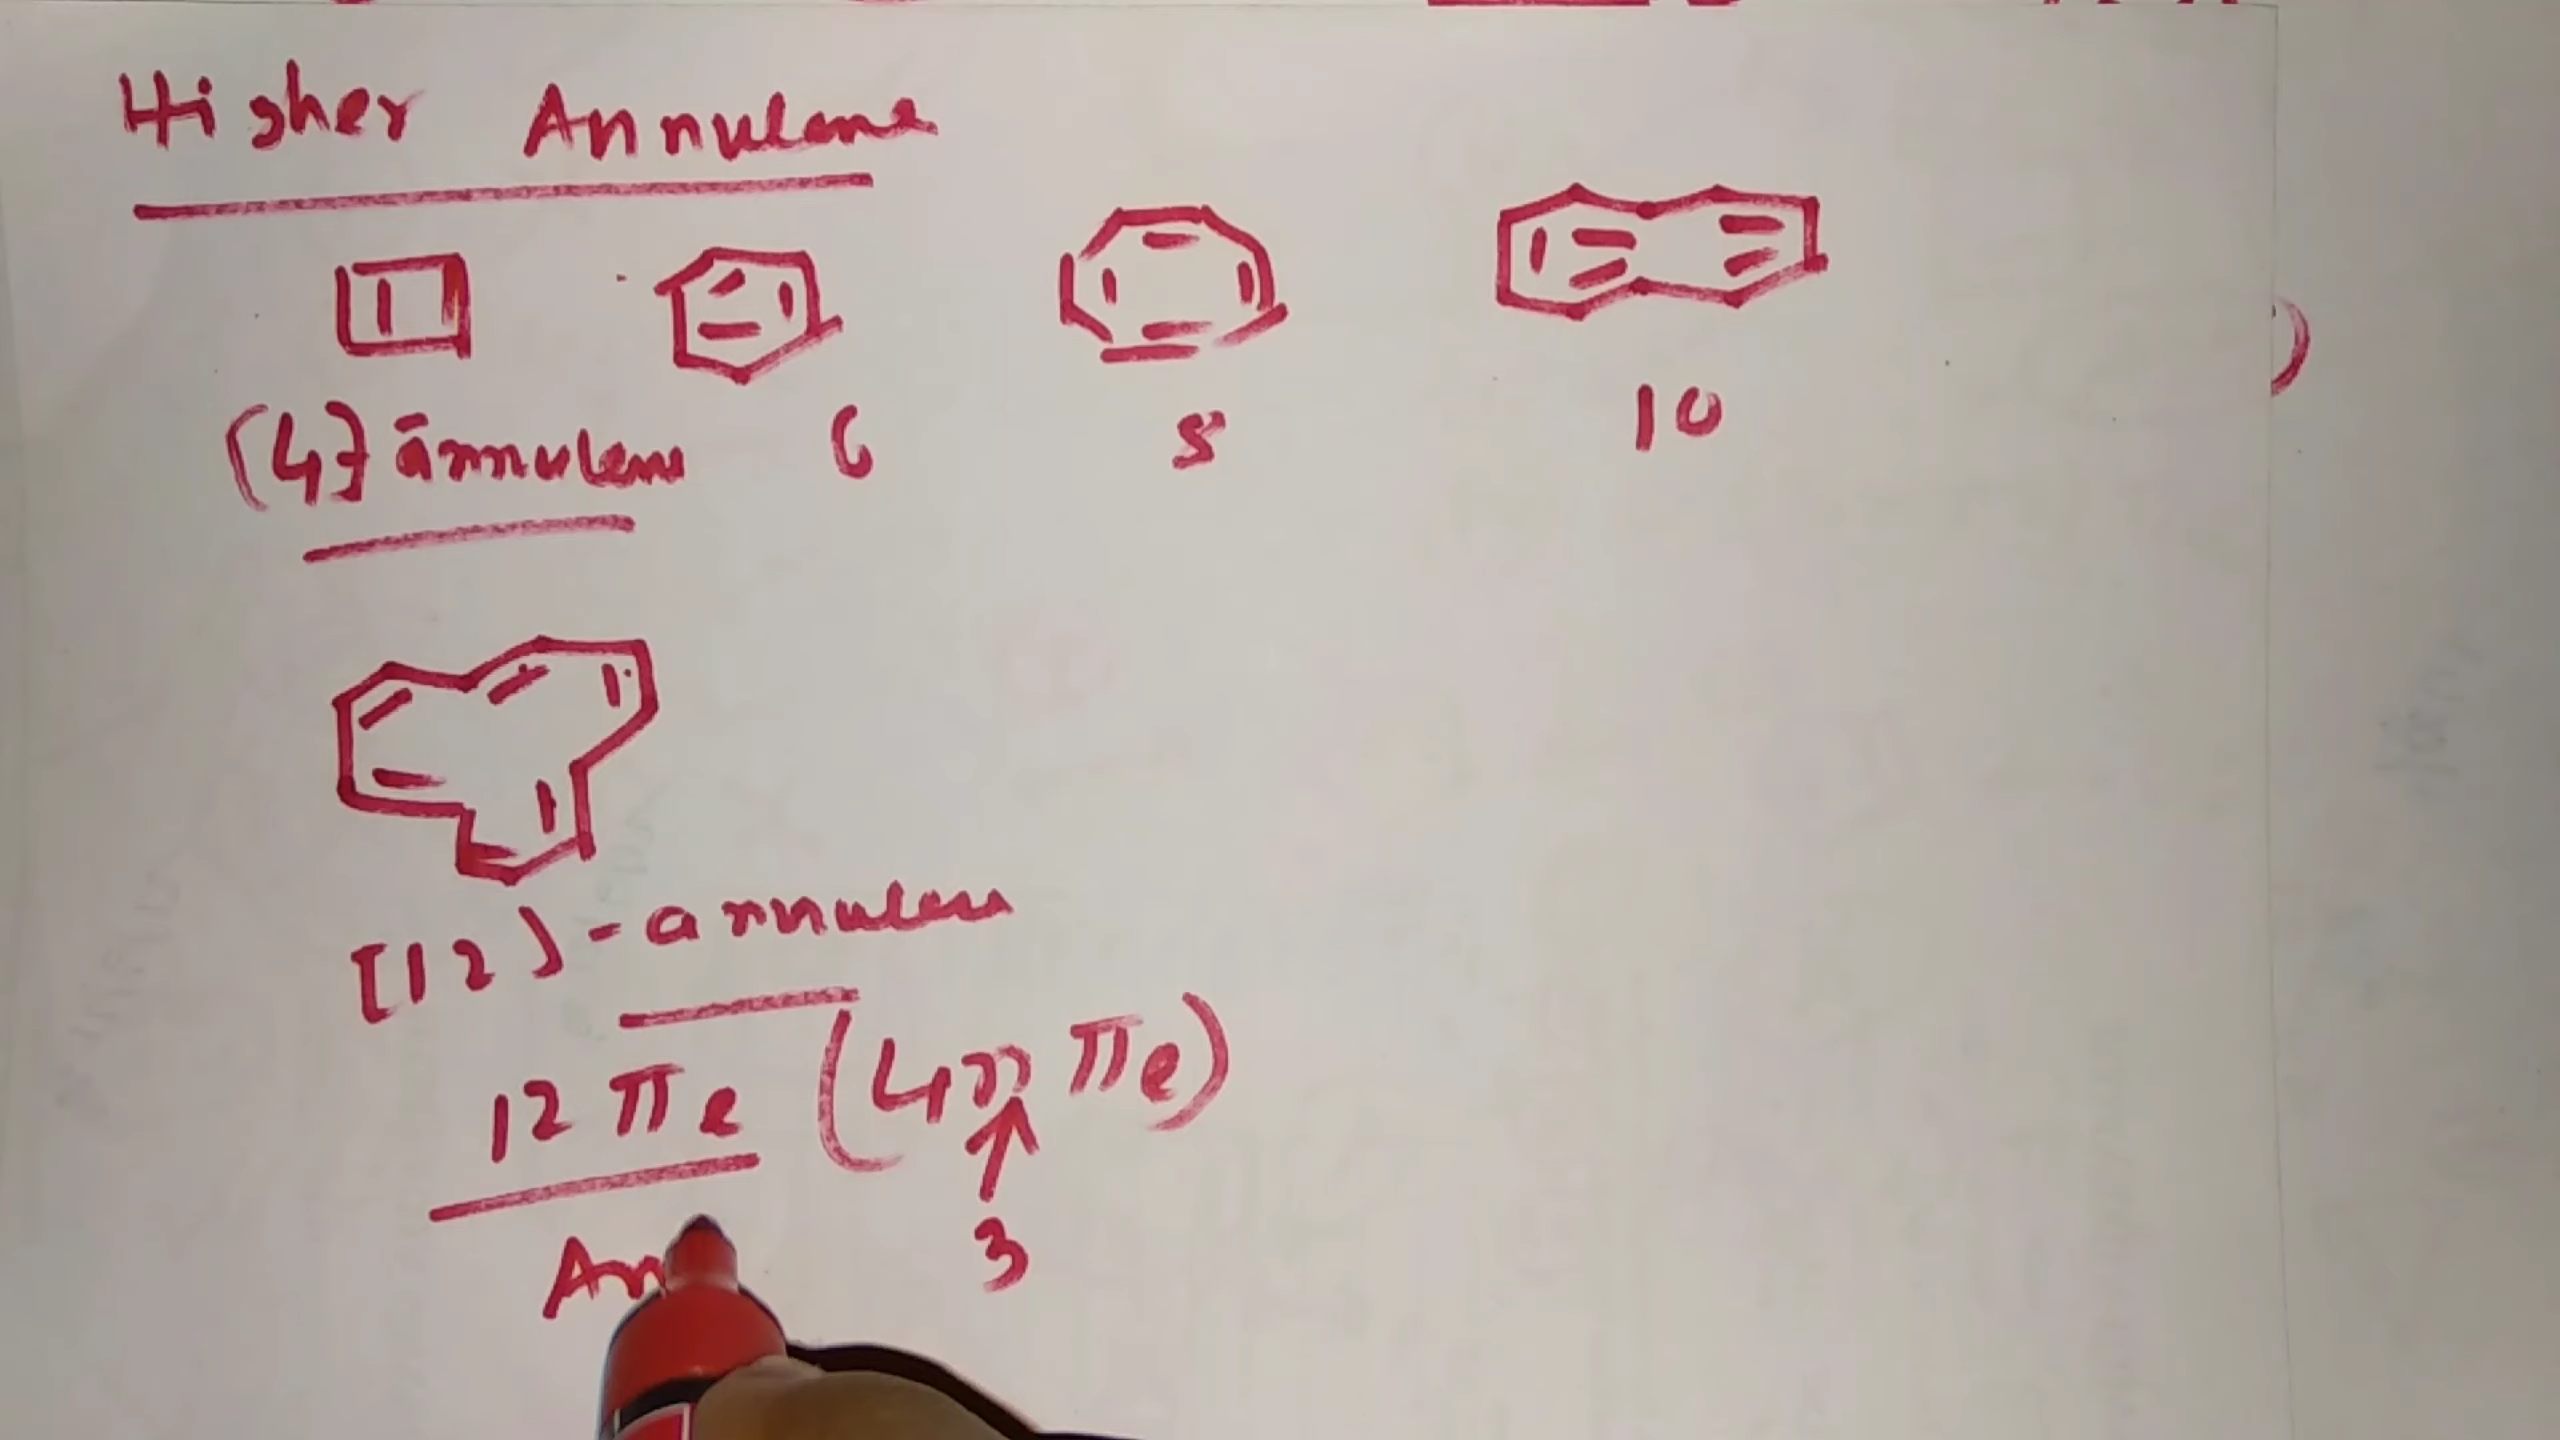 Higher Annulene
(4} annulene 6 8 10
[12)-annulene
12 πe (4n πe)
An 3